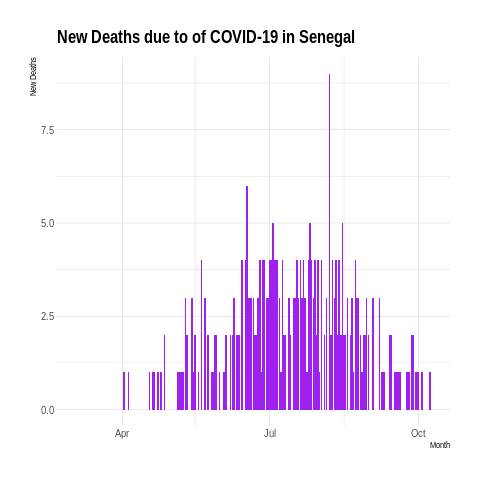 New Deaths due to of COVID-19 in Senegal
New Deaths
7.5
5.0
2.5
0.0
Apr Jul Oct
Month